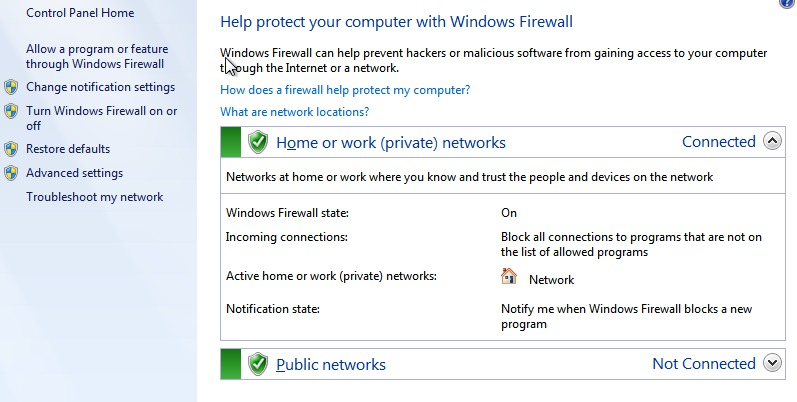 Control Panel Home
Allow a program or feature
through Windows Firewall
Change notification settings
Turn Windows Firewall on or
off
Restore defaults
Advanced settings
Troubleshoot my network
Help protect your computer with Windows Firewall
Windows Firewall can help prevent hackers or malicious software from gaining access to your computer
through the Internet or a network.
How does a firewall help protect my computer?
What are network locations?
Home or work (private) networks Connected
Networks at home or work where you know and trust the people and devices on the network
Windows Firewall state: On
Incoming connections: Block all connections to programs that are not on
the list of allowed programs
Active home or work (private) networks: Network
Notification state: Notify me when Windows Firewall blocks a new
program
Public networks Not Connected